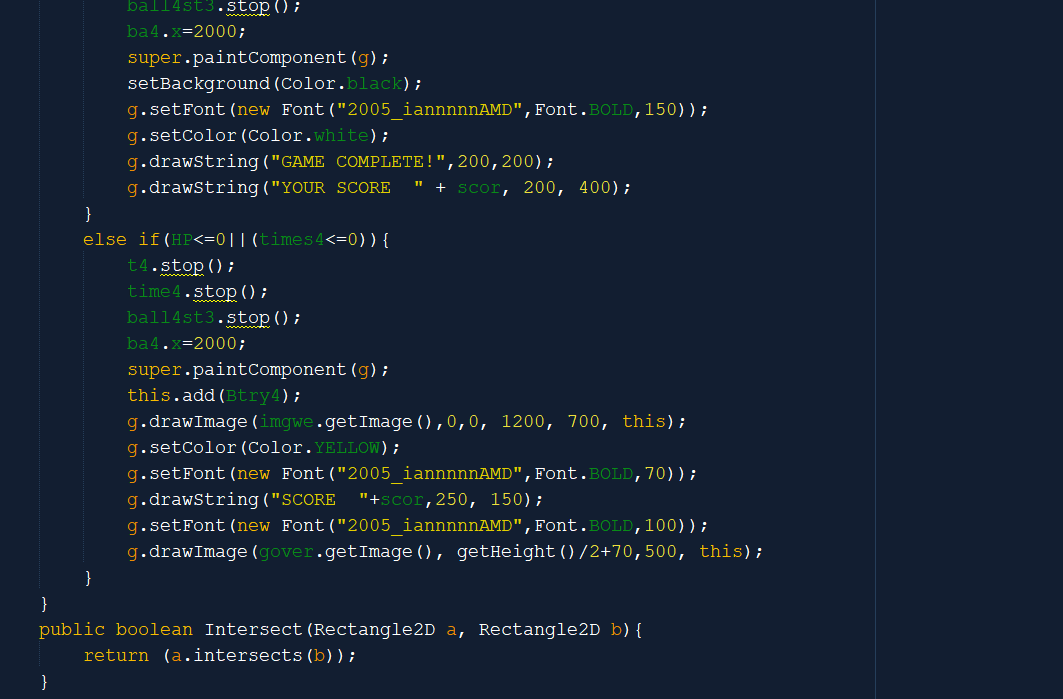 ball4st3.stop();
ba4.x=2000;
super.paintComponent(g);
setBackground(Color.black);
g.setFont(new Font("2005_iannnnnAMD",Font.BOLD,150));
g.setColor(Color.white);
g.drawString("GAME COMPLETE!",200,200);
g.drawString("YOUR SCORE  " + scor, 200, 400);
}
else if(HP<=0||(times4<=0)){
t4.stop();
time4.stop();
ball4st3.stop();
ba4.x=2000;
super.paintComponent(g);
this.add(Btry4);
g.drawImage(imgwe.getImage(),0,0, 1200, 700, this);
g.setColor(Color.YELLOW);
g.setFont(new Font("2005_iannnnnAMD",Font.BOLD,70));
g.drawString("SCORE  "+scor,250, 150);
g.setFont(new Font("2005_iannnnnAMD",Font.BOLD,100));
g.drawImage(gover.getImage(), getHeight()/2+70,500, this);
}
}
public boolean Intersect(Rectangle2D a, Rectangle2D b){
return (a.intersects(b));
}